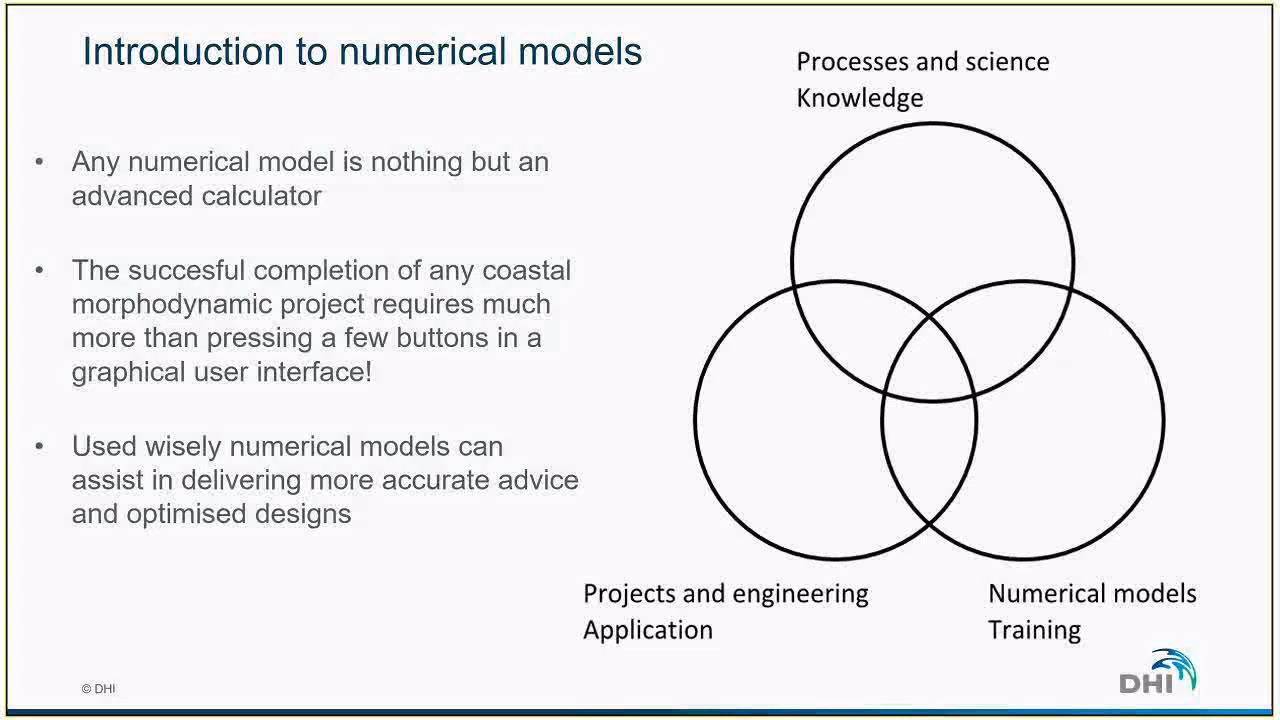 Introduction to numerical models
• Any numerical model is nothing but an
advanced calculator
• The succesful completion of any coastal
morphodynamic project requires much
more than pressing a few buttons in a
graphical user interface!
• Used wisely numerical models can
assist in delivering more accurate advice
and optimised designs
Processes and science
Knowledge
Projects and engineering
Application
Numerical models
Training
© DHI
DHI